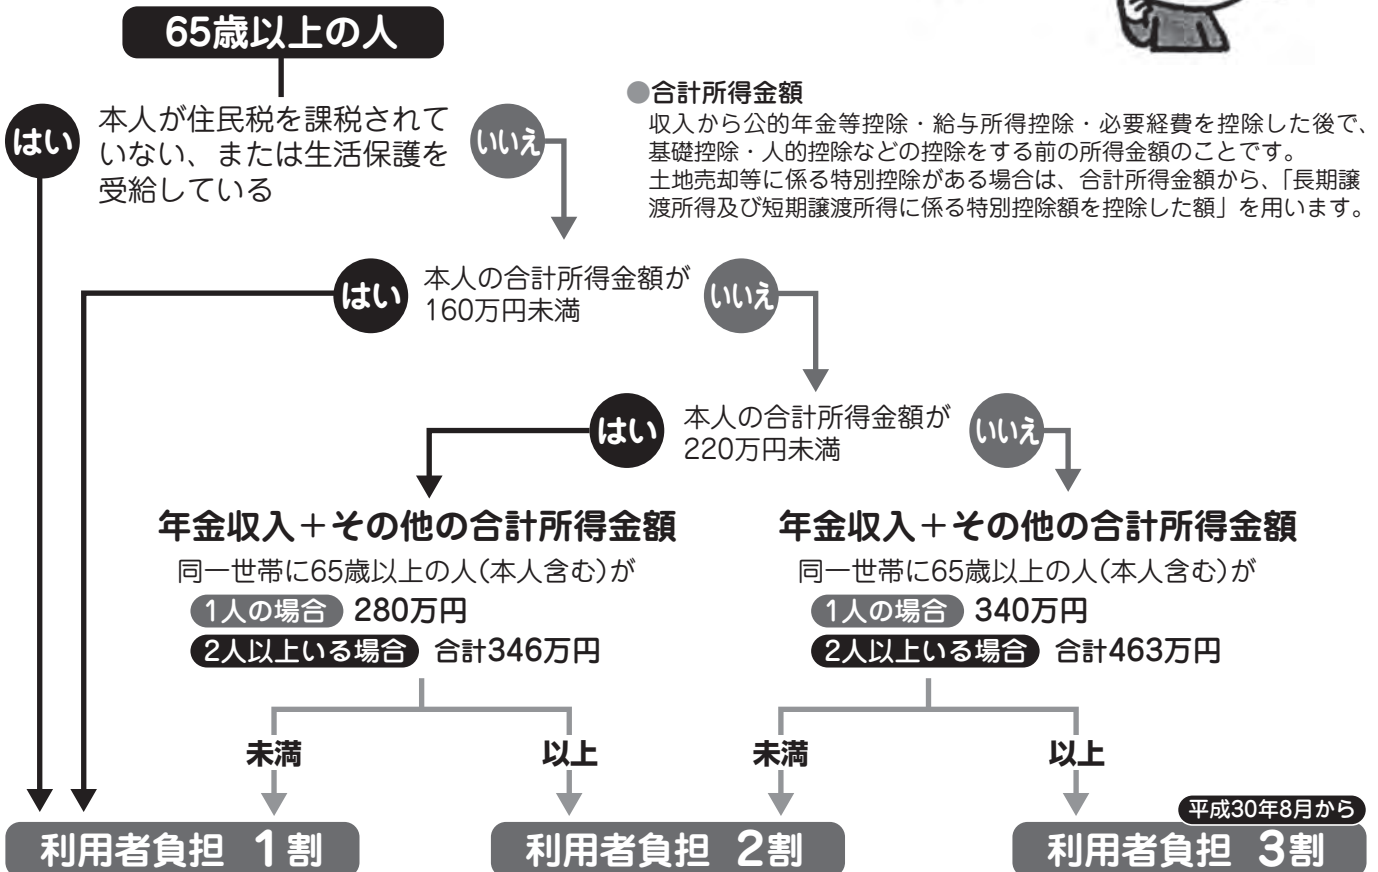 65歳以上の人
はい
本人が住民税を課税されて
いない、または生活保護を
受給している
いいえ
●合計所得金額
収入から公的年金等控除・給与所得控除・必要経費を控除した後で、
基礎控除・人的控除などの控除をする前の所得金額のことです。
土地売却等に係る特別控除がある場合は、合計所得金額から、「長期譲
渡所得及び短期譲渡所得に係る特別控除額を控除した額」を用います。
はい
本人の合計所得金額が
160万円未満
いいえ
はい
本人の合計所得金額が
220万円未満
いいえ
年金収入+その他の合計所得金額
同一世帯に65歳以上の人(本人含む)が
1人の場合 280万円
2人以上いる場合 合計346万円
年金収入+その他の合計所得金額
同一世帯に65歳以上の人(本人含む)が
1人の場合 340万円
2人以上いる場合 合計463万円
未満
以上
未満
以上
平成30年8月から
利用者負担 1割
利用者負担 2割
利用者負担 3割